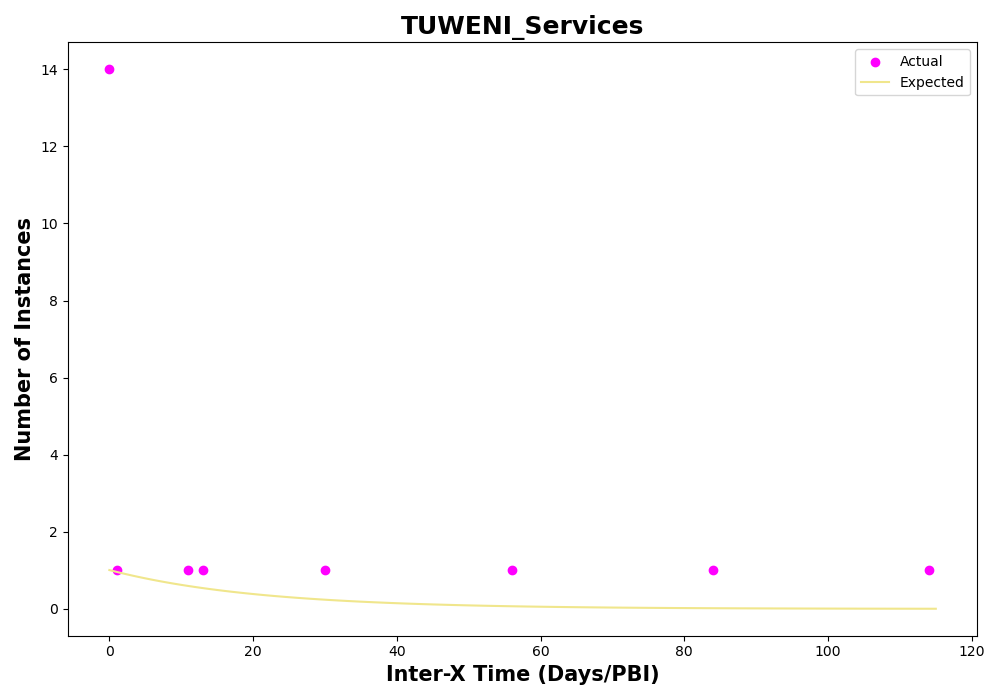 TUWENI_Services
Actual
Expected
14
12
10
8
6
4
2
0
Number of Instances
0 20 40 60 80 100 120
Inter-X Time (Days/PBI)